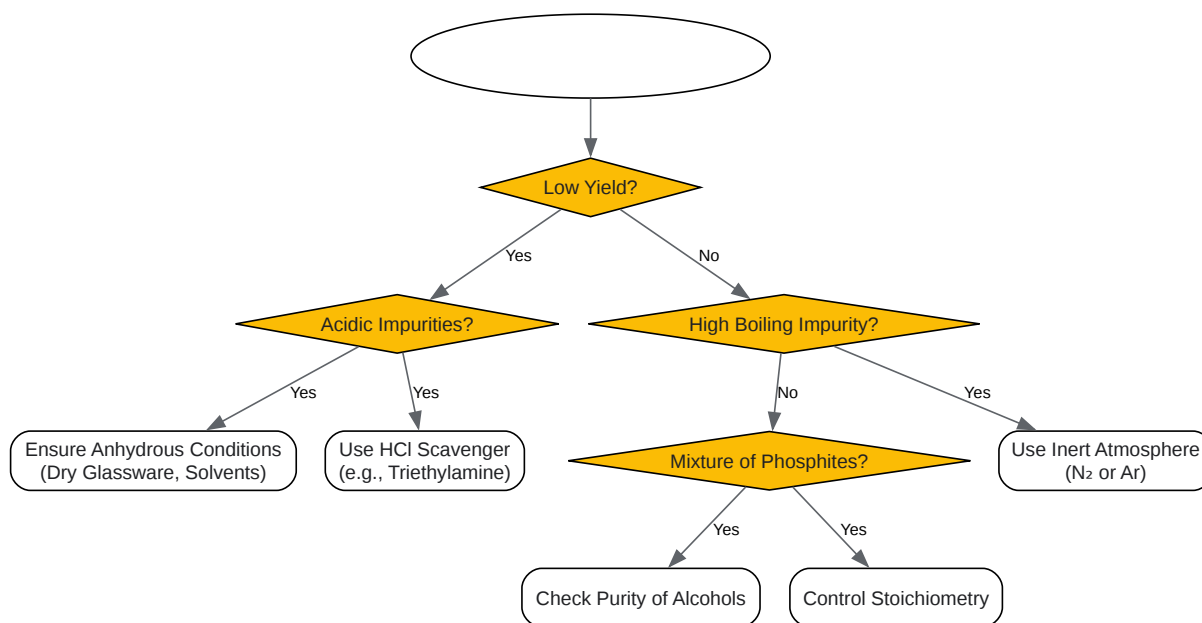 Low Yield?
Yes
No
Acidic Impurities?
High Boiling Impurity?
Yes
Yes
No
Yes
Ensure Anhydrous Conditions
(Dry Glassware, Solvents)
Use HCl Scavenger
(e.g., Triethylamine)
Mixture of Phosphites?
Use Inert Atmosphere
(N₂ or Ar)
Yes
Yes
Check Purity of Alcohols
Control Stoichiometry